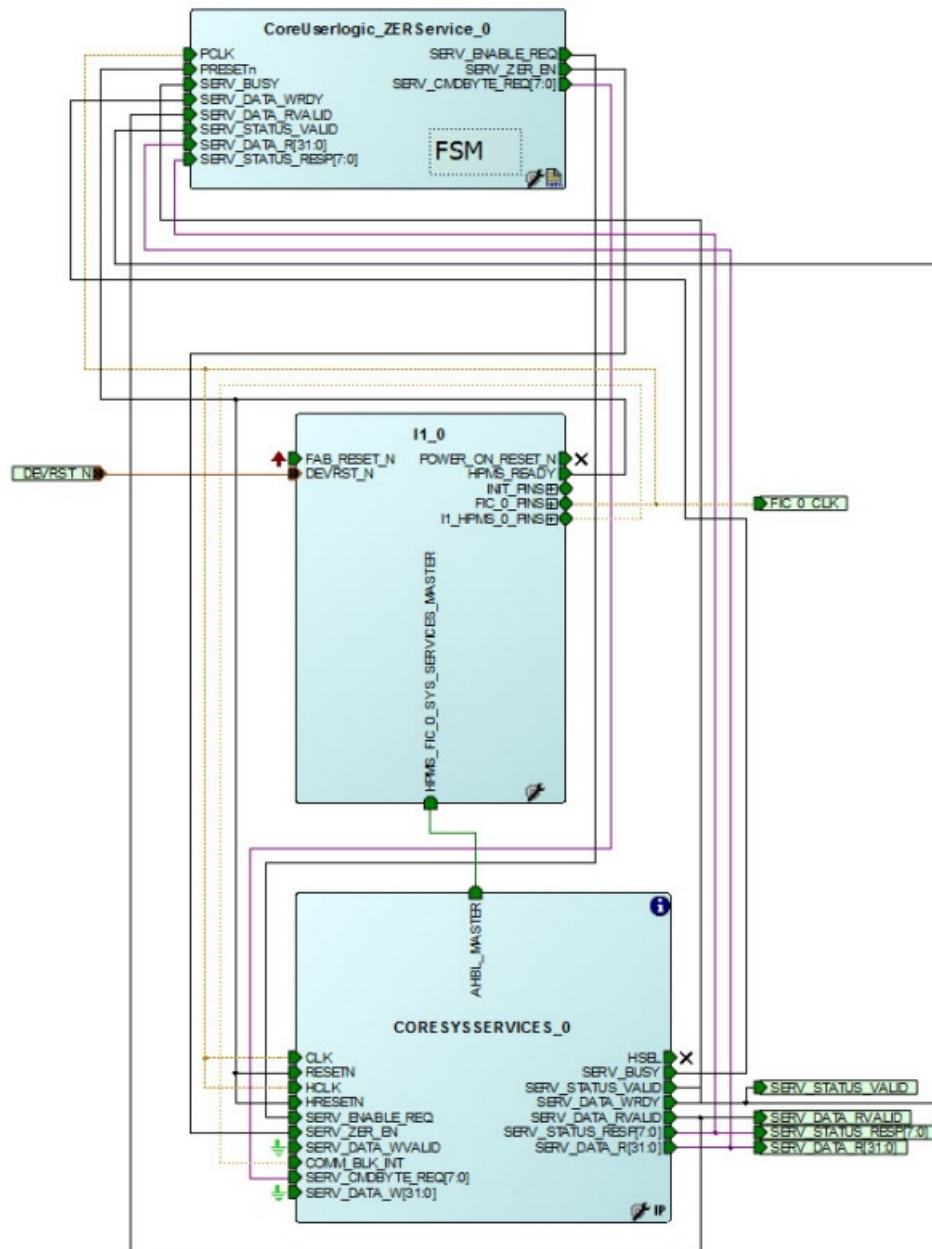 CoreUserlogic_ZERService_0
PCLK
PRESETn
SERV_BUSY
SERV_DATA_WRDY
SERV_DATA_RVALID
SERV_STATUS_VALID
SERV_DATA_R[31:0]
SERV_STATUS_RESP[7:0]
SERV_ENABLE_REQ
SERV_ZER_EN
SERV_CMDBYTE_REQ[7:0]
FSM
I1_0
DEVRST_N
FAB_RESET_N
DEVRST_N
POWER_ON_RESET_N
HPMS_READY
INIT_PINS
FIC_0_PINS
I1_HPMS_0_PINS
FIC_0_CLK
HPMS_FIC_0_SYS_SERVICES_MASTER
AHBL_MASTER
CORESYSSERVICES_0
CLK
RESETN
HCLK
HRESETN
SERV_ENABLE_REQ
SERV_ZER_EN
SERV_DATA_WVALID
COMM_BLK_INT
SERV_CMDBYTE_REQ[7:0]
SERV_DATA_W[31:0]
HSEL
SERV_BUSY
SERV_STATUS_VALID
SERV_DATA_WRDY
SERV_DATA_RVALID
SERV_STATUS_RESP[7:0]
SERV_DATA_R[31:0]
SERV_STATUS_VALID
SERV_DATA_RVALID
SERV_STATUS_RESP[7:0]
SERV_DATA_R[31:0]
IP